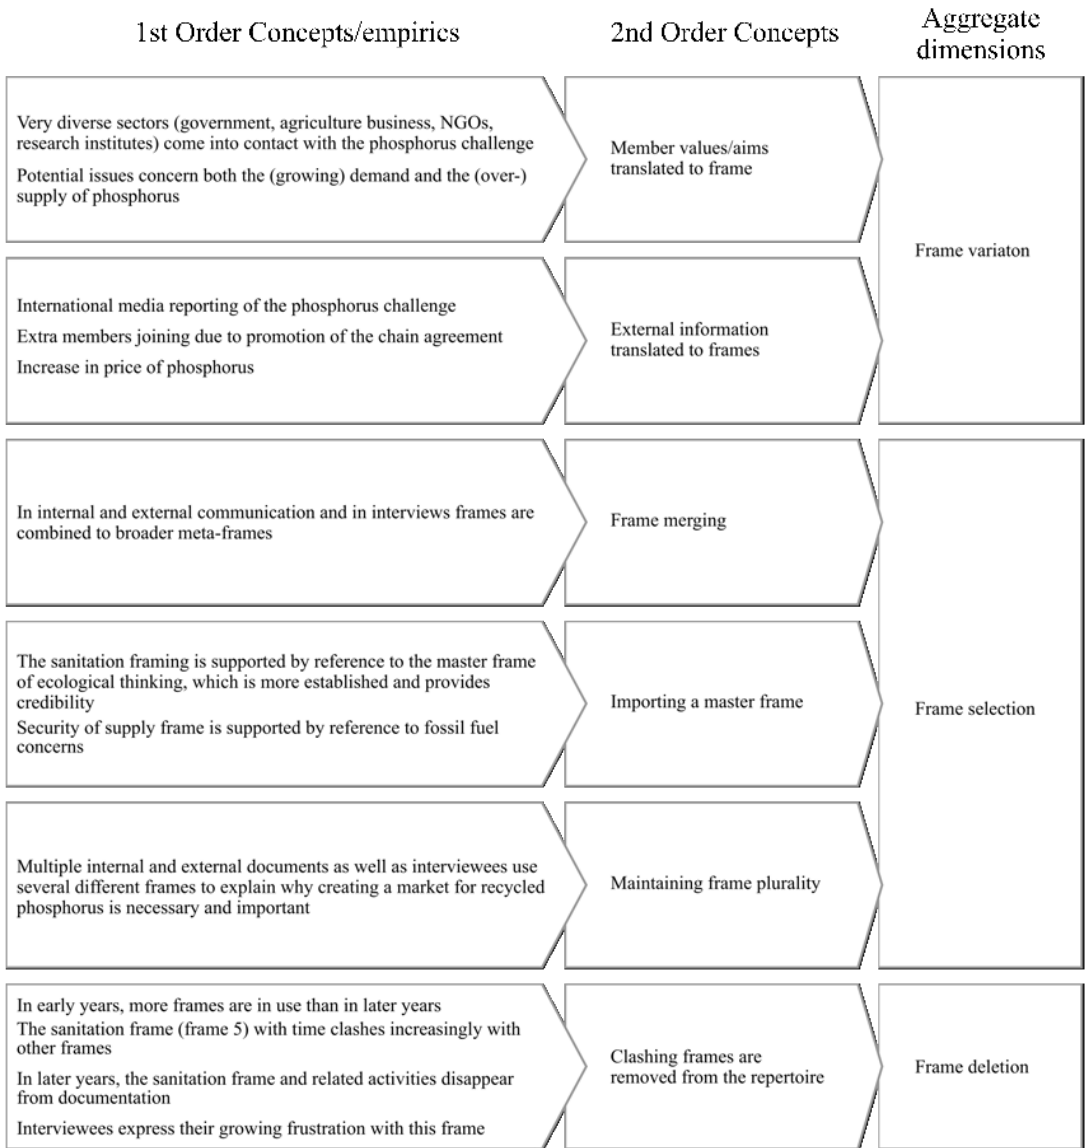 1st Order Concepts/empirics
2nd Order Concepts
Aggregate
dimensions
Very diverse sectors (government, agriculture business, NGOs,
research institutes) come into contact with the phosphorus challenge
Potential issues concern both the (growing) demand and the (over-)
supply of phosphorus
Member values/aims
translated to frame
Frame variaton
International media reporting of the phosphorus challenge
Extra members joining due to promotion of the chain agreement
Increase in price of phosphorus
External information
translated to frames
In internal and external communication and in interviews frames are
combined to broader meta-frames
Frame merging
The sanitation framing is supported by reference to the master frame
of ecological thinking, which is more established and provides
credibility
Security of supply frame is supported by reference to fossil fuel
concerns
Importing a master frame
Frame selection
Multiple internal and external documents as well as interviewees use
several different frames to explain why creating a market for recycled
phosphorus is necessary and important
Maintaining frame plurality
In early years, more frames are in use than in later years
The sanitation frame (frame 5) with time clashes increasingly with
other frames
In later years, the sanitation frame and related activities disappear
from documentation
Interviewees express their growing frustration with this frame
Clashing frames are
removed from the repertoire
Frame deletion